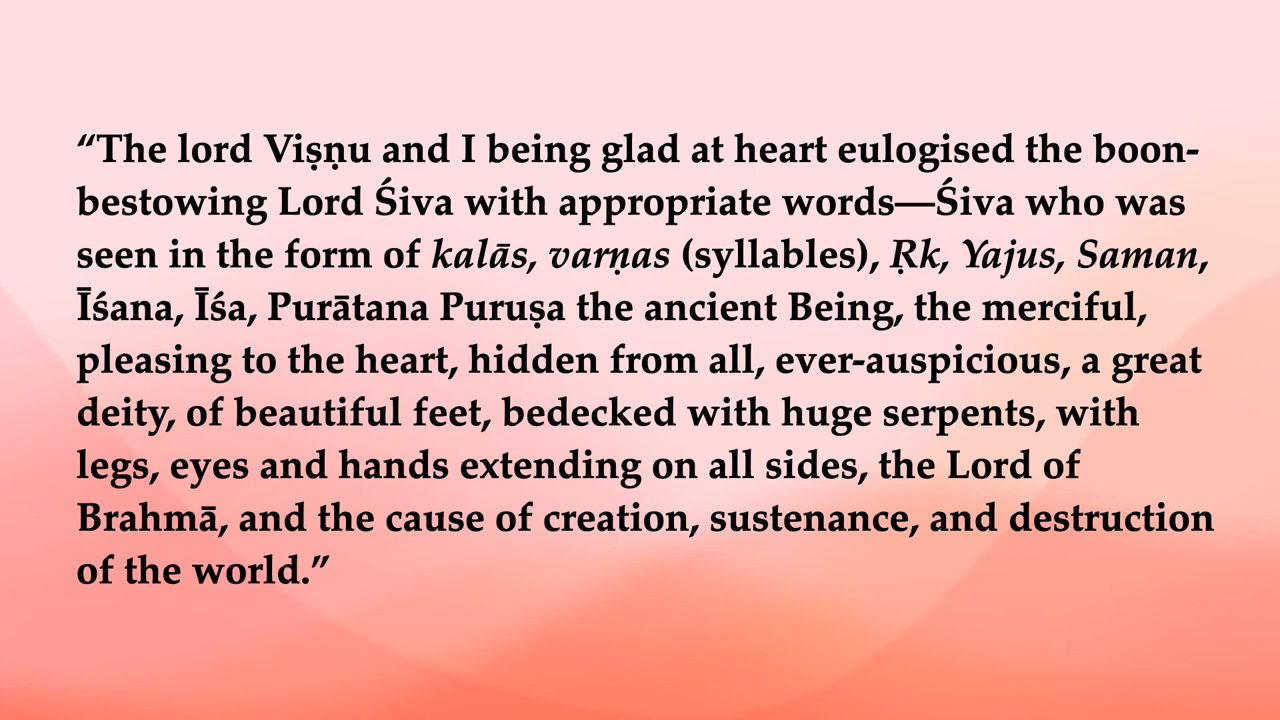 “The lord Viṣṇu and I being glad at heart eulogised the boon-
bestowing Lord Śiva with appropriate words—Śiva who was
seen in the form of kalās, varṇas (syllables), Ṛk, Yajus, Saman,
Īśana, Īśa, Purātana Puruṣa the ancient Being, the merciful,
pleasing to the heart, hidden from all, ever-auspicious, a great
deity, of beautiful feet, bedecked with huge serpents, with
legs, eyes and hands extending on all sides, the Lord of
Brahmā, and the cause of creation, sustenance, and destruction
of the world.”